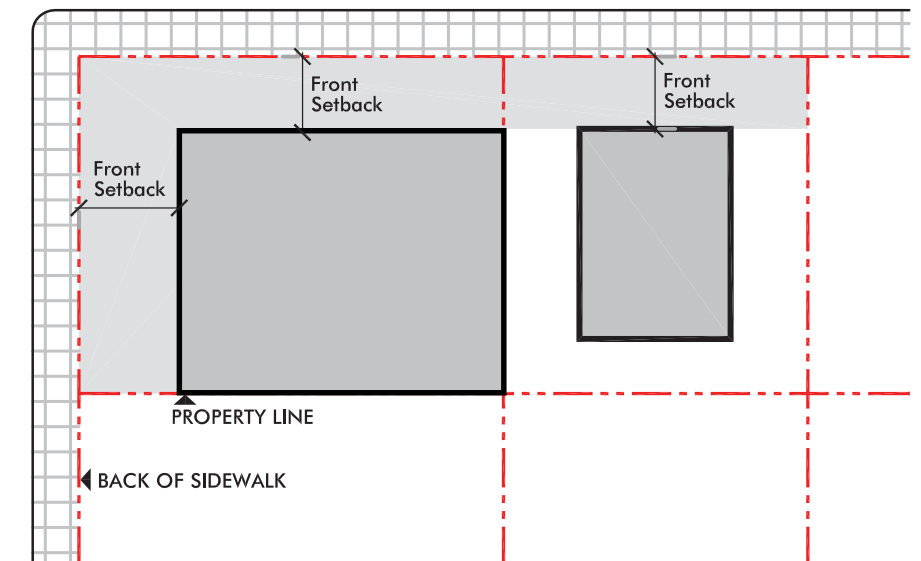 Front
Setback
Front
Setback
Front
Setback
PROPERTY LINE
BACK OF SIDEWALK